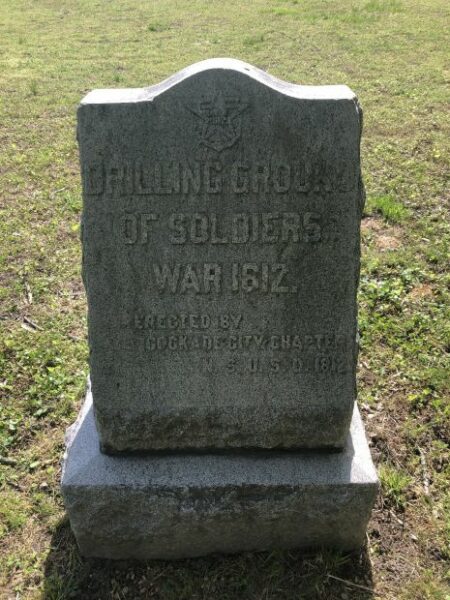 DRILLING GROUND
OF SOLDIERS
WAR 1812.
ERECTED BY
COCKADE CITY CHAPTER
N. S. U. S. D. 1812